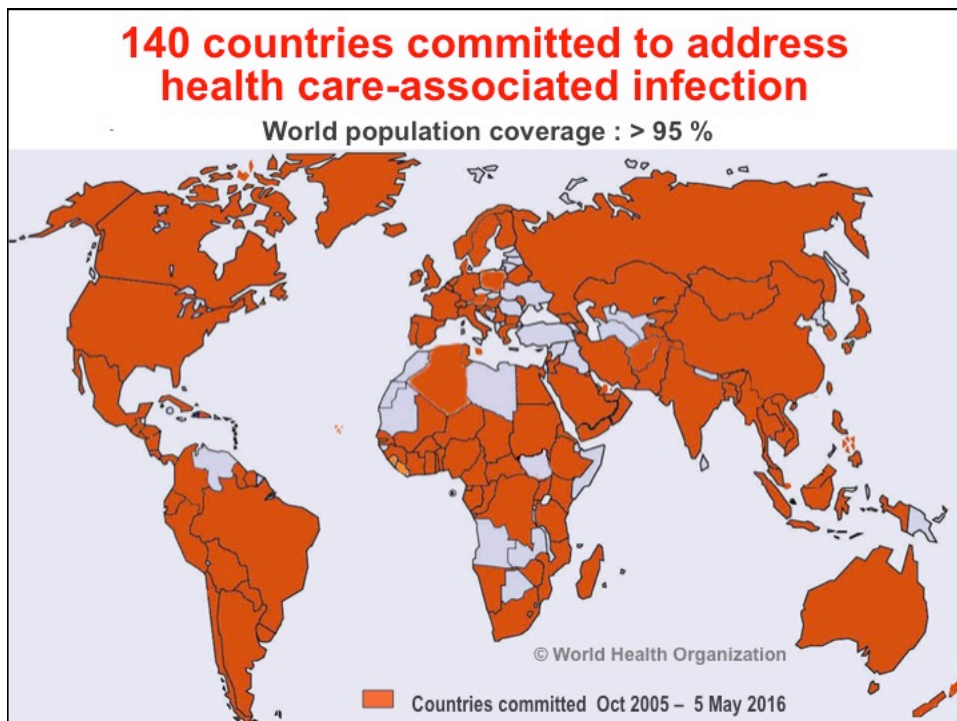 140 countries committed to address
health care-associated infection
World population coverage : > 95 %
© World Health Organization
Countries committed  Oct 2005 – 5 May 2016